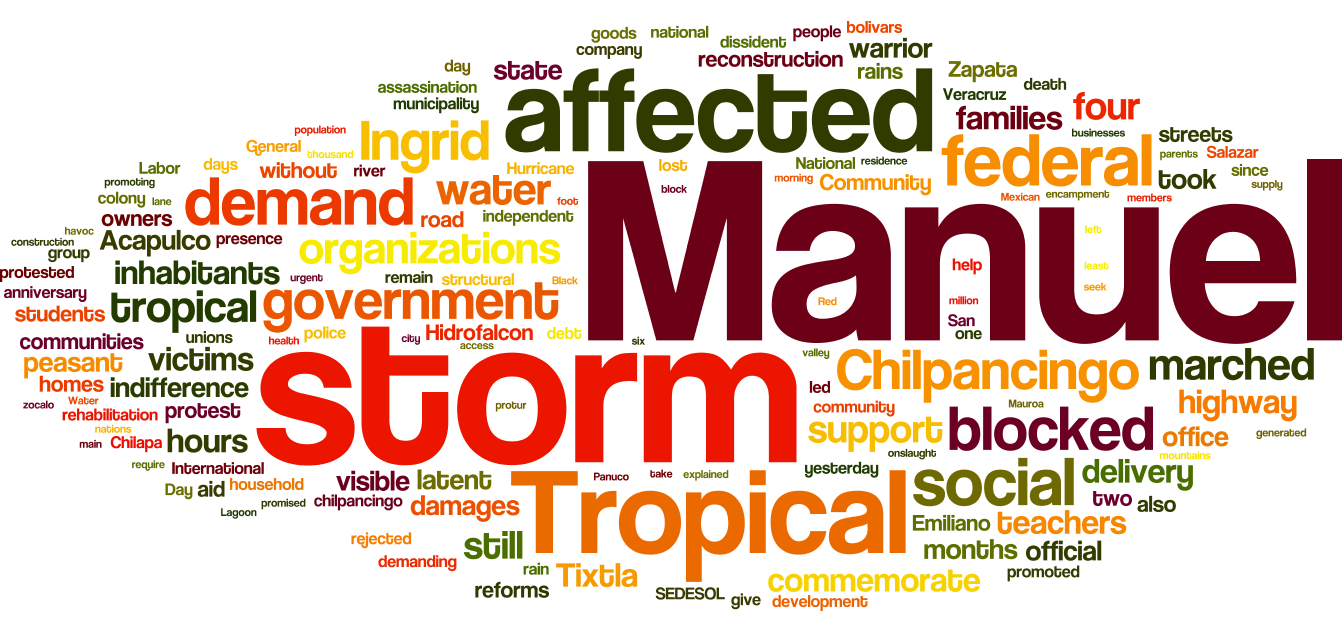 goods
national
dissident
people
bolivars
company
reconstruction
warrior
day
state
rains
Zapata
assassination
affected
Veracruz
death
municipality
families
four
population
Ingrid
businesses
streets
General
thousand
federal
parents
Salazar
Labor
days
without
river
Hurricane
lost
National
residence
since
promoting
demand
water
block
morning
Community
took
supply
colony
lane
foot
Mexican
encampment
members
owners
road
independent
Manuel
havoc
Acapulco
presence
left
construction
group
organizations
protested
inhabitants
urgent
remain
structural
Black
help
least
anniversary
tropical
government
Red
million
seek
students
San
communities
unions
health
police
city
Hidrofalcon
debt
six
one
peasant
victims
storm
access
valley
Chilpancingo
marched
homes
indifference
led
zocalo
Water
rehabilitation
protest
protur
community
Mauroa
highway
nations
support
blocked
office
generated
main
Chilapa
hours
onslaught
mountains
require
International
visible
latent
Panuco
take
explained
yesterday
social
delivery
Day
aid
household
Tropical
two
also
Lagoon
promised
chilpancingo
damages
Emiliano
teachers
rejected
still
months
official
demanding
rain
Tixtla
commemorate
promoted
reforms
SEDESOL
give
development